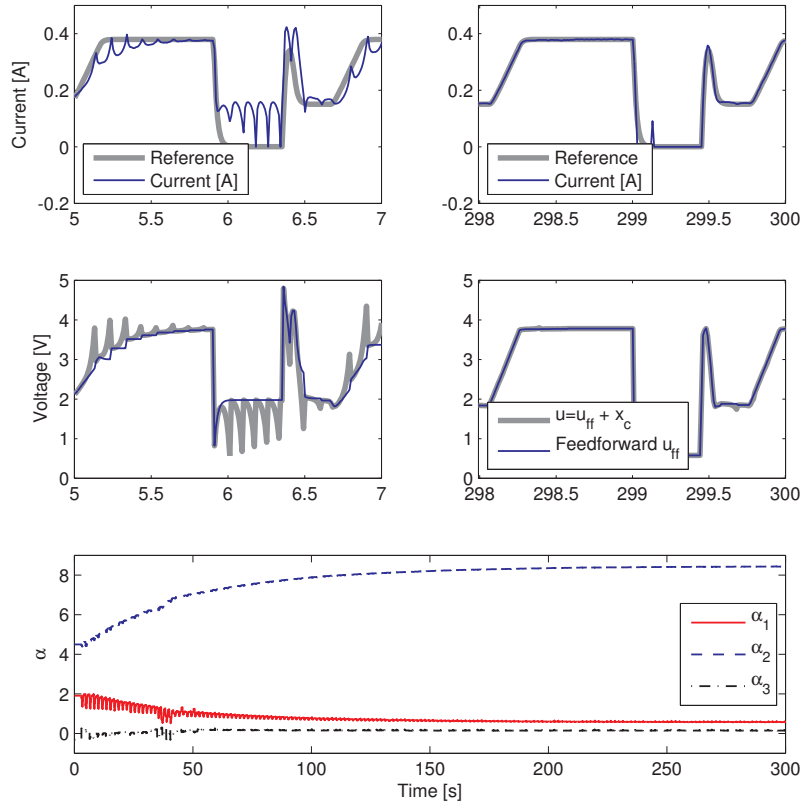 0.4
0.2
0
-0.2
Current [A]
Reference
Current [A]
5 5.5 6 6.5 7
0.4
0.2
0
-0.2
Reference
Current [A]
298 298.5 299 299.5 300
5
4
3
2
1
0
Voltage [V]
5 5.5 6 6.5 7
5
4
3
2
1
0
u=u_ff + x_c
Feedforward u_ff
298 298.5 299 299.5 300
8
6
4
2
0
α
α_1
α_2
α_3
0 50 100 150 200 250 300
Time [s]